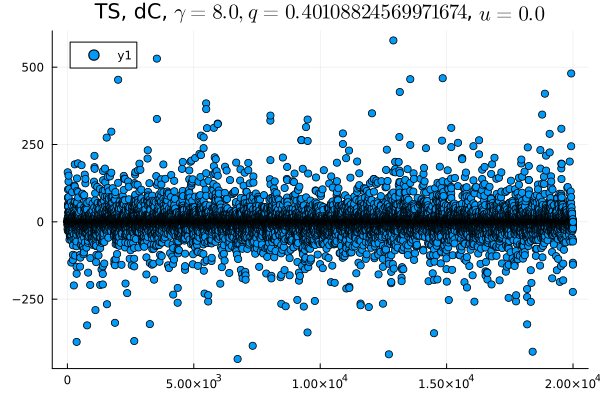 TS, dC, γ = 8.0, q = 0.40108824569971674, u = 0.0
y1
500
250
0
−250
0 5.00×10³ 1.00×10⁴ 1.50×10⁴ 2.00×10⁴